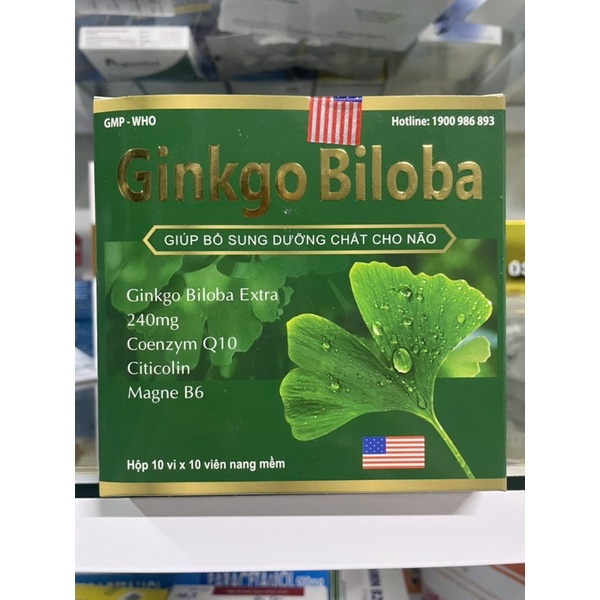 GMP - WHO
Hotline: 1900 986 893
Ginkgo Biloba
GIÚP BỔ SUNG DƯỠNG CHẤT CHO NÃO
Ginkgo Biloba Extra
240mg
Coenzym Q10
Citicolin
Magne B6
Hộp 10 vỉ x 10 viên nang mềm
PARACETAMOL